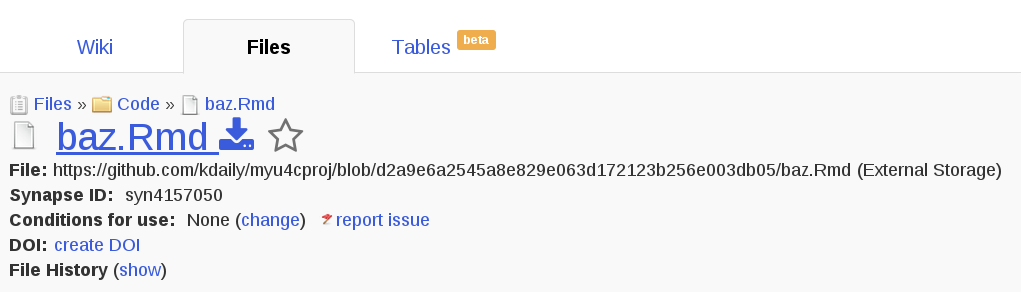 Wiki Files Tables beta
Files » Code » baz.Rmd
baz.Rmd
File: https://github.com/kdaily/myu4cproj/blob/d2a9e6a2545a8e829e063d172123b256e003db05/baz.Rmd (External Storage)
Synapse ID: syn4157050
Conditions for use: None (change) report issue
DOI: create DOI
File History (show)